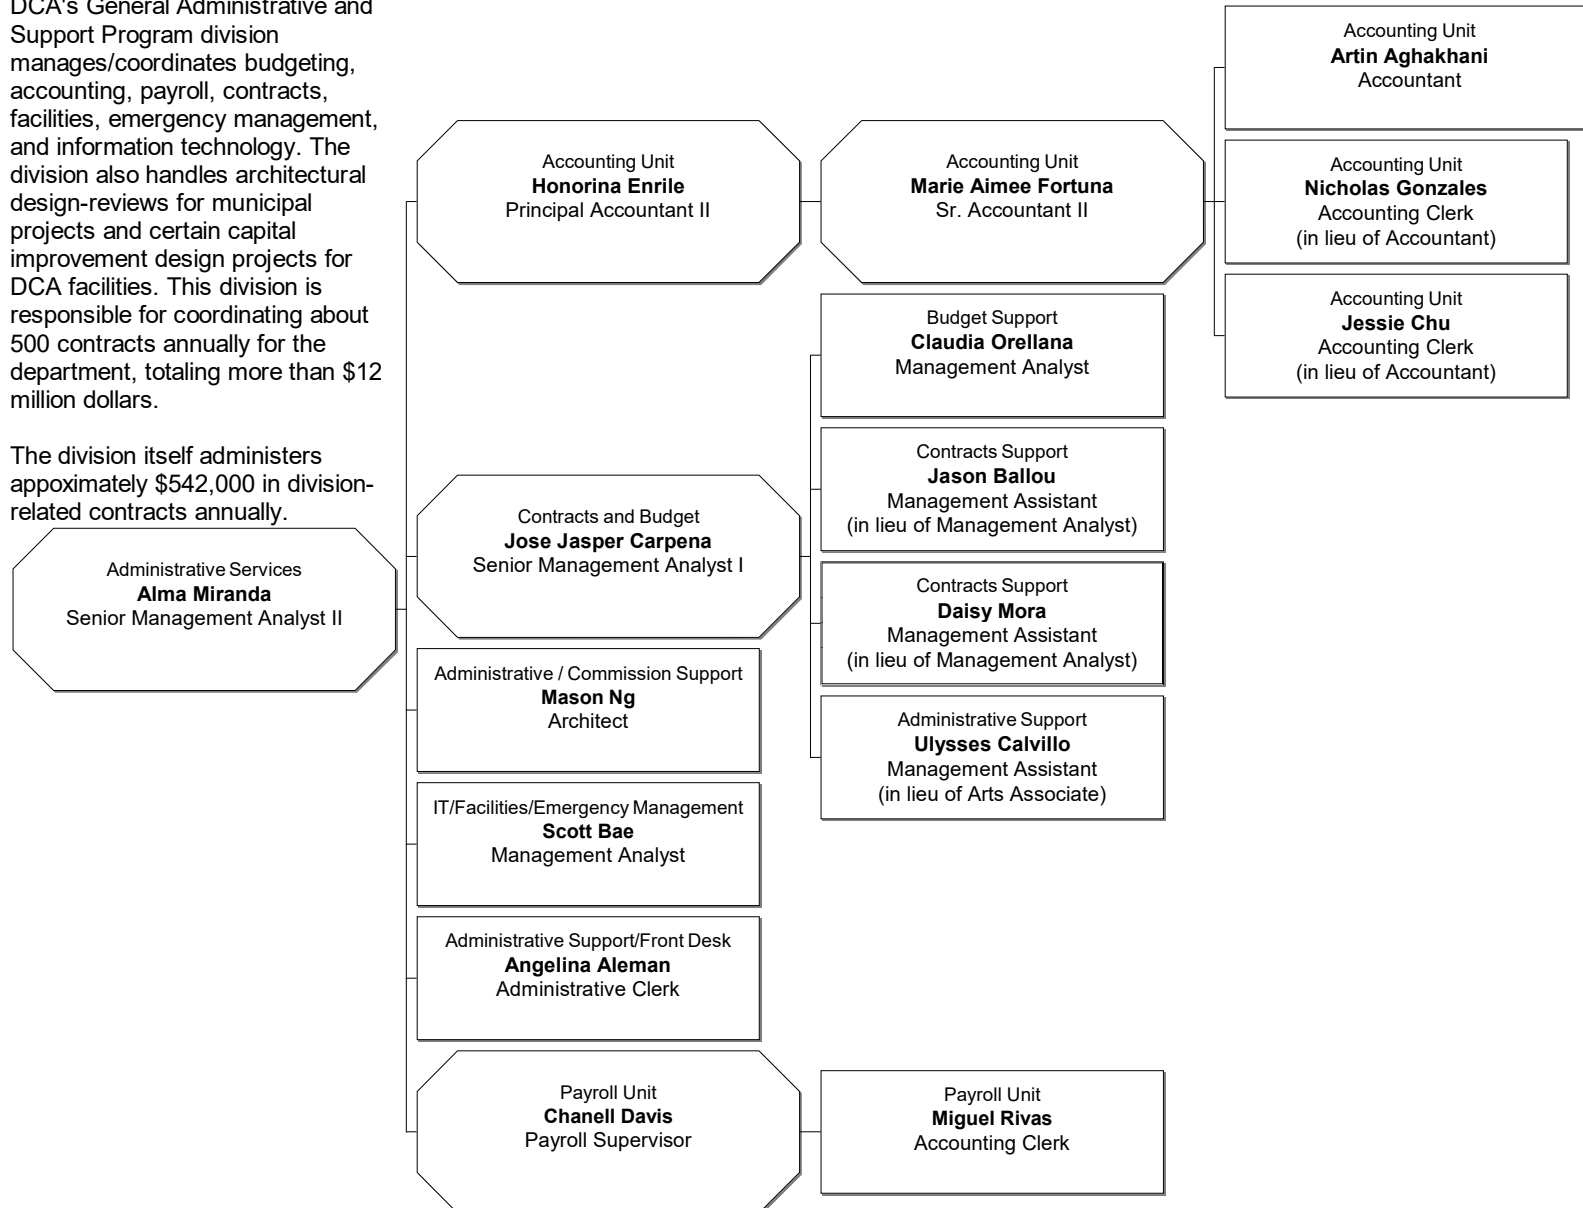 DCA's General Administrative and
Support Program division
manages/coordinates budgeting,
accounting, payroll, contracts,
facilities, emergency management,
and information technology. The
division also handles architectural
design-reviews for municipal
projects and certain capital
improvement design projects for
DCA facilities. This division is
responsible for coordinating about
500 contracts annually for the
department, totaling more than $12
million dollars.
The division itself administers
appoximately $542,000 in division-
related contracts annually.
Administrative Services
Alma Miranda
Senior Management Analyst II
Accounting Unit
Honorina Enrile
Principal Accountant II
Accounting Unit
Marie Aimee Fortuna
Sr. Accountant II
Accounting Unit
Artin Aghakhani
Accountant
Accounting Unit
Nicholas Gonzales
Accounting Clerk
(in lieu of Accountant)
Accounting Unit
Jessie Chu
Accounting Clerk
(in lieu of Accountant)
Contracts and Budget
Jose Jasper Carpena
Senior Management Analyst I
Budget Support
Claudia Orellana
Management Analyst
Contracts Support
Jason Ballou
Management Assistant
(in lieu of Management Analyst)
Contracts Support
Daisy Mora
Management Assistant
(in lieu of Management Analyst)
Administrative Support
Ulysses Calvillo
Management Assistant
(in lieu of Arts Associate)
Administrative / Commission Support
Mason Ng
Architect
IT/Facilities/Emergency Management
Scott Bae
Management Analyst
Administrative Support/Front Desk
Angelina Aleman
Administrative Clerk
Payroll Unit
Chanell Davis
Payroll Supervisor
Payroll Unit
Miguel Rivas
Accounting Clerk